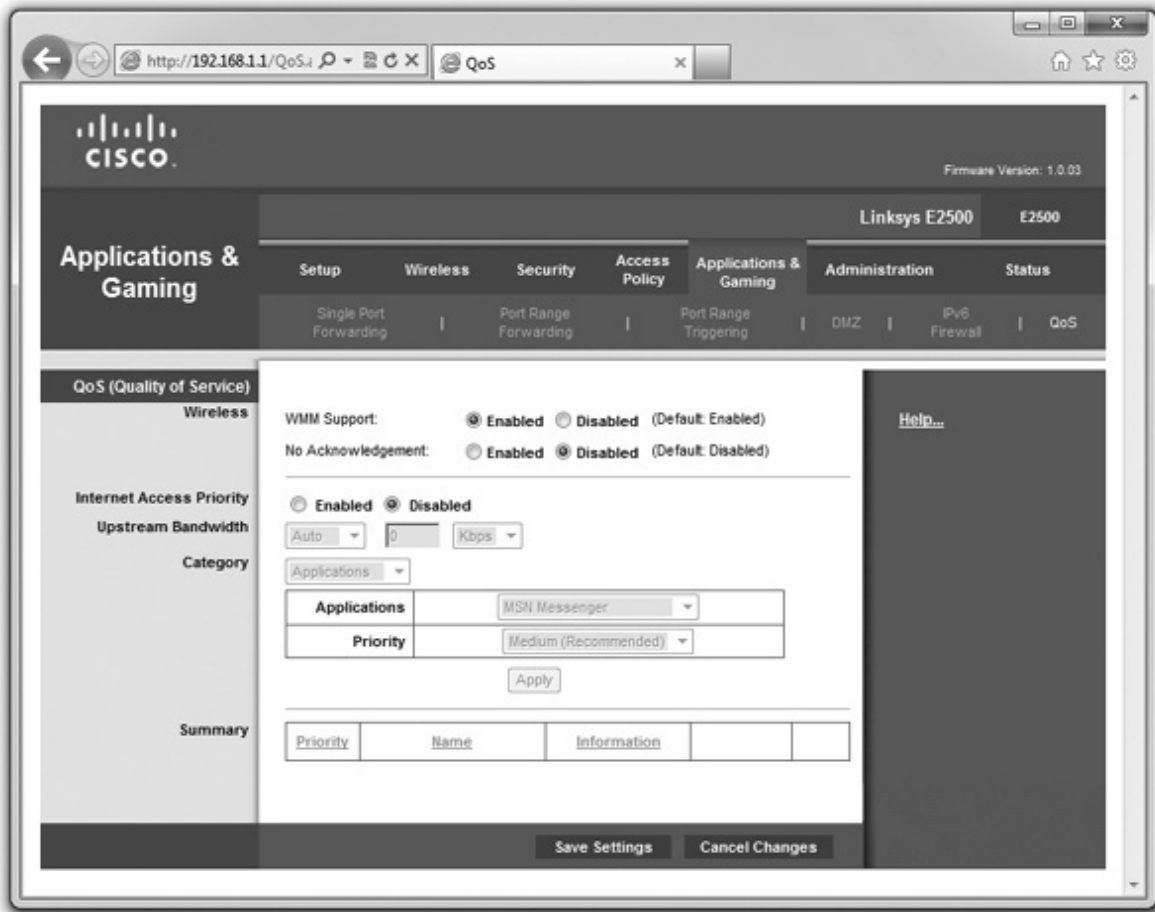 http://192.168.1.1/QoS.a
QoS
CISCO.
Firmware Version: 1.0.03
Linksys E2500 E2500
Applications & Gaming
Setup Wireless Security Access Policy Applications & Gaming Administration Status
Single Port Forwarding | Port Range Forwarding | Port Range Triggering | DMZ | IPv6 Firewall | QoS
QoS (Quality of Service)
Wireless
WMM Support: Enabled Disabled (Default: Enabled)
No Acknowledgement: Enabled Disabled (Default: Disabled)
Internet Access Priority Enabled Disabled
Upstream Bandwidth Auto 0 Kbps
Category Applications
Applications MSN Messenger
Priority Medium (Recommended)
Apply
Summary
Priority Name Information
Help...
Save Settings Cancel Changes